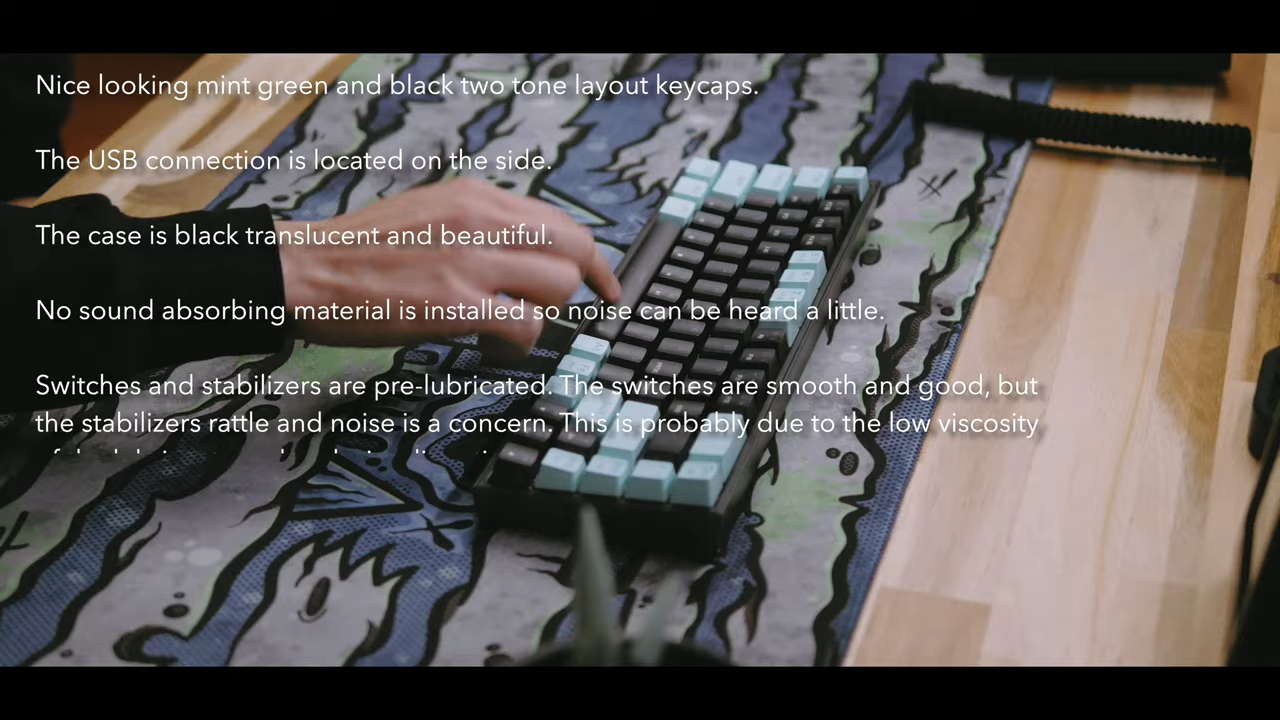 Nice looking mint green and black two tone layout keycaps.
The USB connection is located on the side.
The case is black translucent and beautiful.
No sound absorbing material is installed so noise can be heard a little.
Switches and stabilizers are pre-lubricated. The switches are smooth and good, but
the stabilizers rattle and noise is a concern. This is probably due to the low viscosity